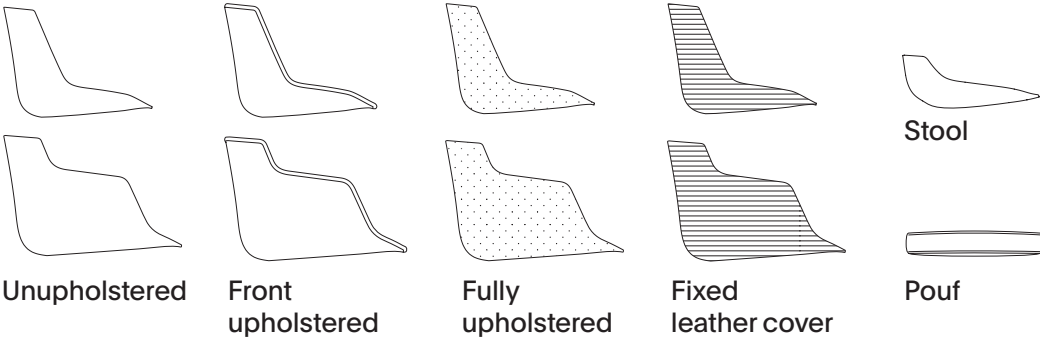 Stool
Unupholstered
Front
upholstered
Fully
upholstered
Fixed
leather cover
Pouf